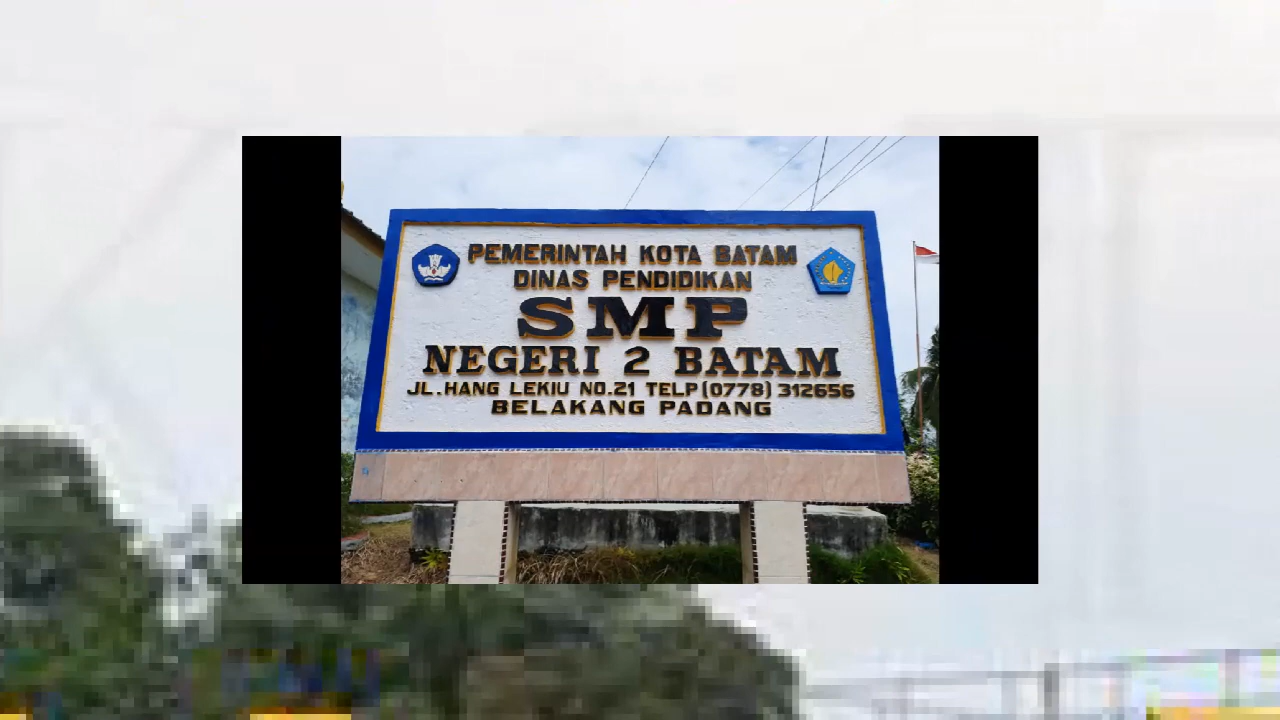 PEMERINTAH KOTA BATAM
DINAS PENDIDIKAN
SMP
NEGERI 2 BATAM
JL.HANG LEKIU NO.21 TELP(0778) 312656
BELAKANG PADANG